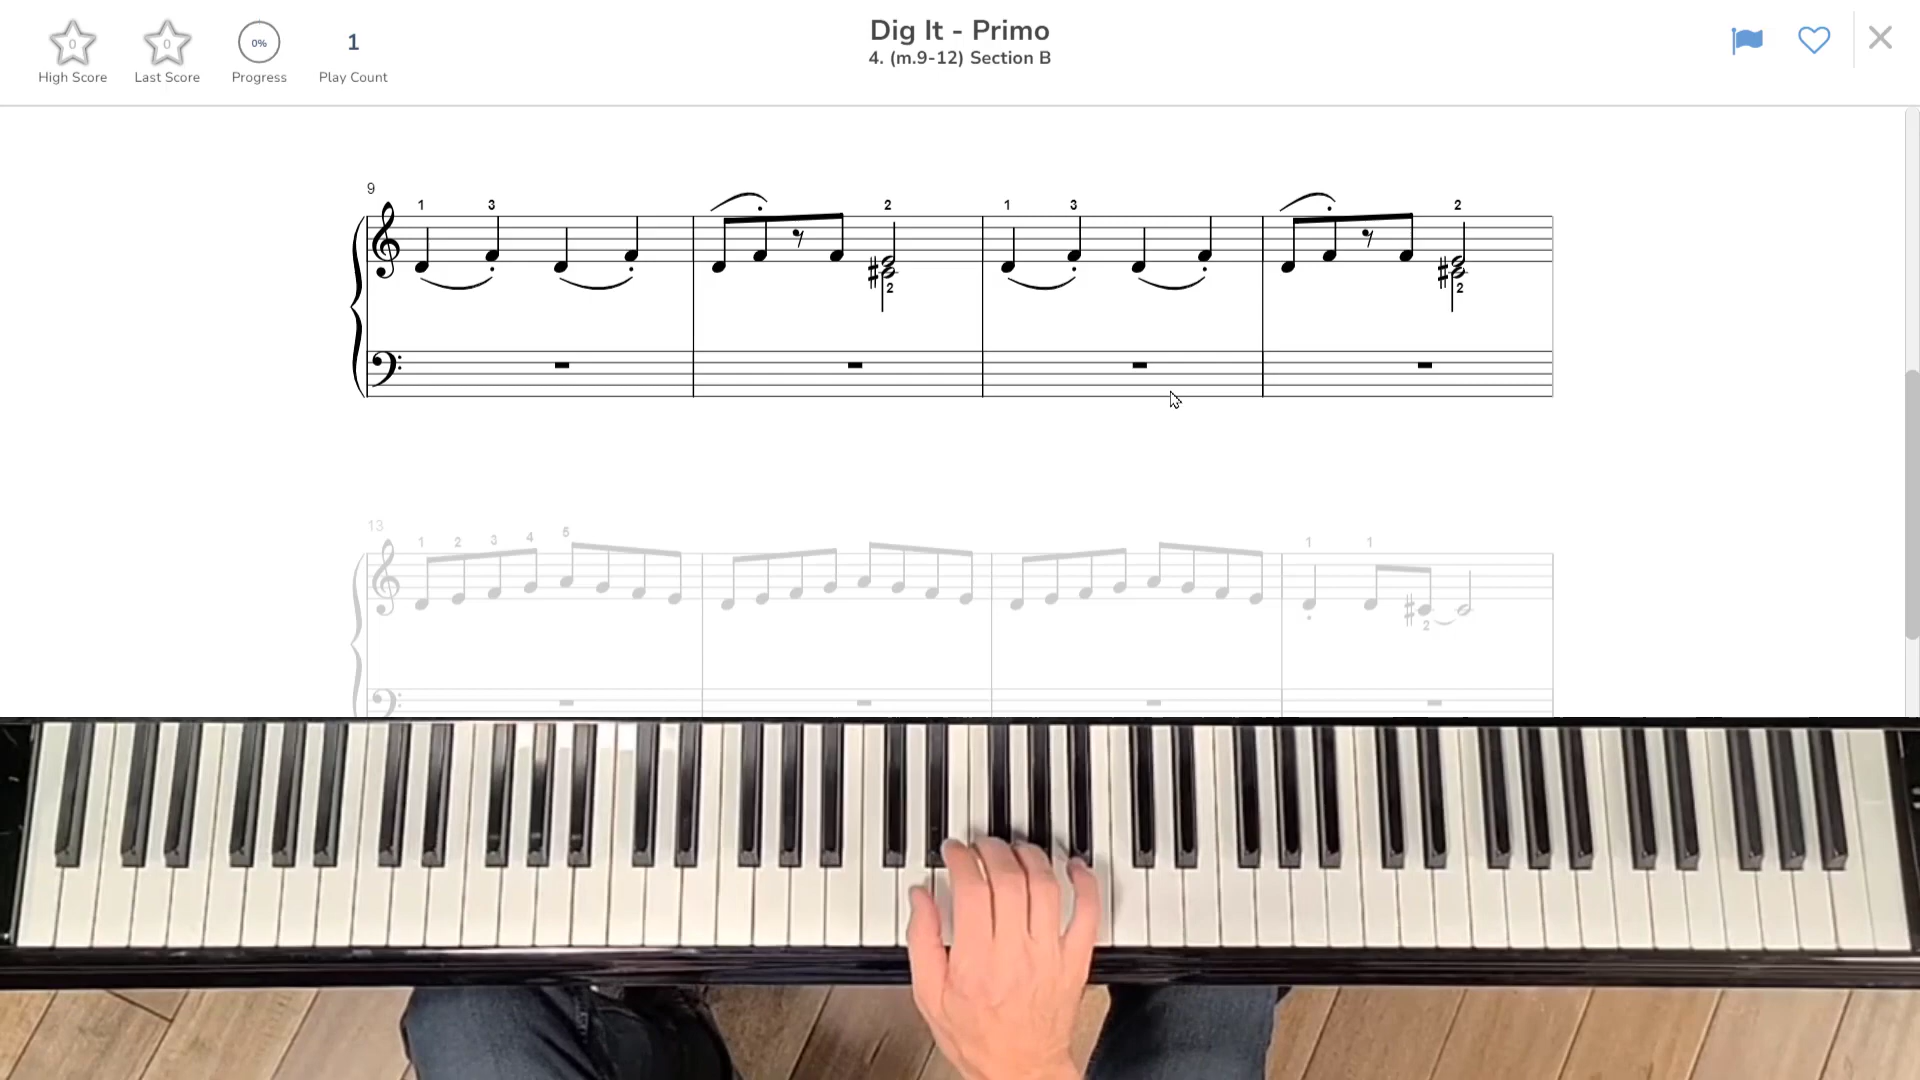 0
High Score
0
Last Score
0%
Progress
1
Play Count
Dig It - Primo
4. (m.9-12) Section B
9
1 3 2 1 3 2
2 2
13
1 2 3 4 5 1 1
2